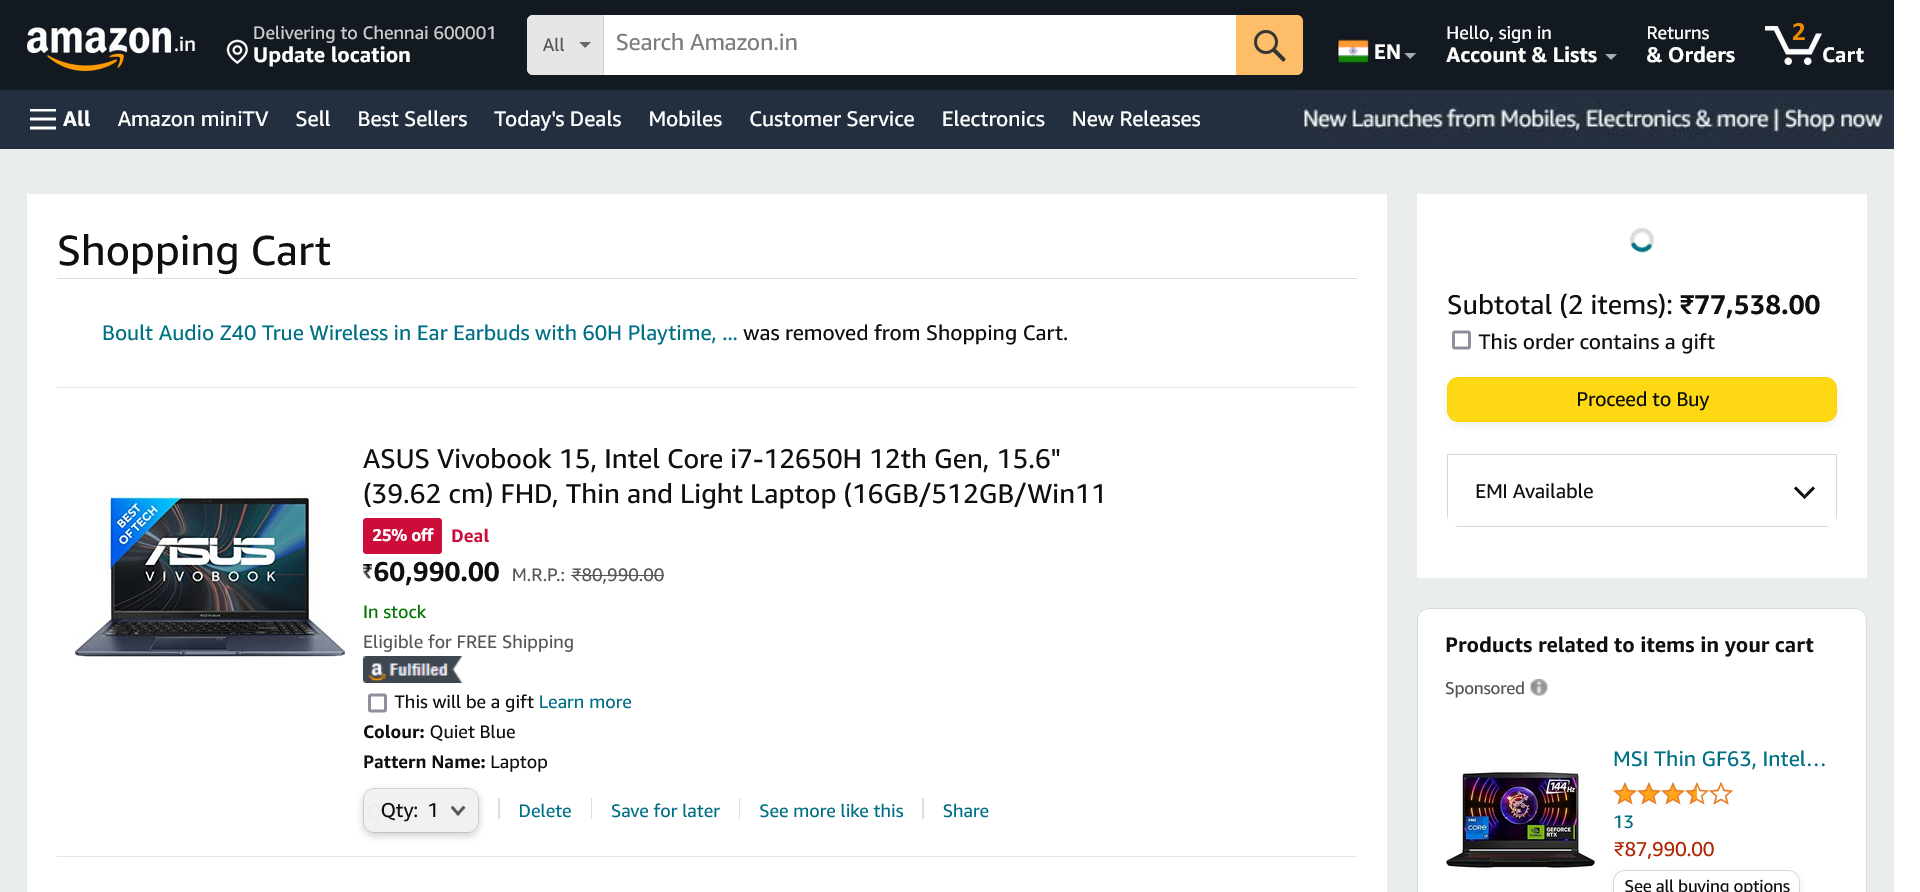 amazon.in
Delivering to Chennai 600001
Update location
All
Search Amazon.in
EN
Hello, sign in
Account & Lists
Returns
& Orders
2
Cart
All
Amazon miniTV
Sell
Best Sellers
Today's Deals
Mobiles
Customer Service
Electronics
New Releases
New Launches from Mobiles, Electronics & more | Shop now
Shopping Cart
Boult Audio Z40 True Wireless in Ear Earbuds with 60H Playtime, ... was removed from Shopping Cart.
BEST
OF TECH
ASUS
VIVOBOOK
ASUS Vivobook 15, Intel Core i7-12650H 12th Gen, 15.6"
(39.62 cm) FHD, Thin and Light Laptop (16GB/512GB/Win11
25% off Deal
₹60,990.00 M.R.P.: ₹80,990.00
In stock
Eligible for FREE Shipping
a Fulfilled
This will be a gift Learn more
Colour: Quiet Blue
Pattern Name: Laptop
Qty: 1
Delete
Save for later
See more like this
Share
Subtotal (2 items): ₹77,538.00
This order contains a gift
Proceed to Buy
EMI Available
Products related to items in your cart
Sponsored
144Hz
intel
CORE
GEFORCE
RTX
MSI Thin GF63, Intel…
13
₹87,990.00
See all buying options